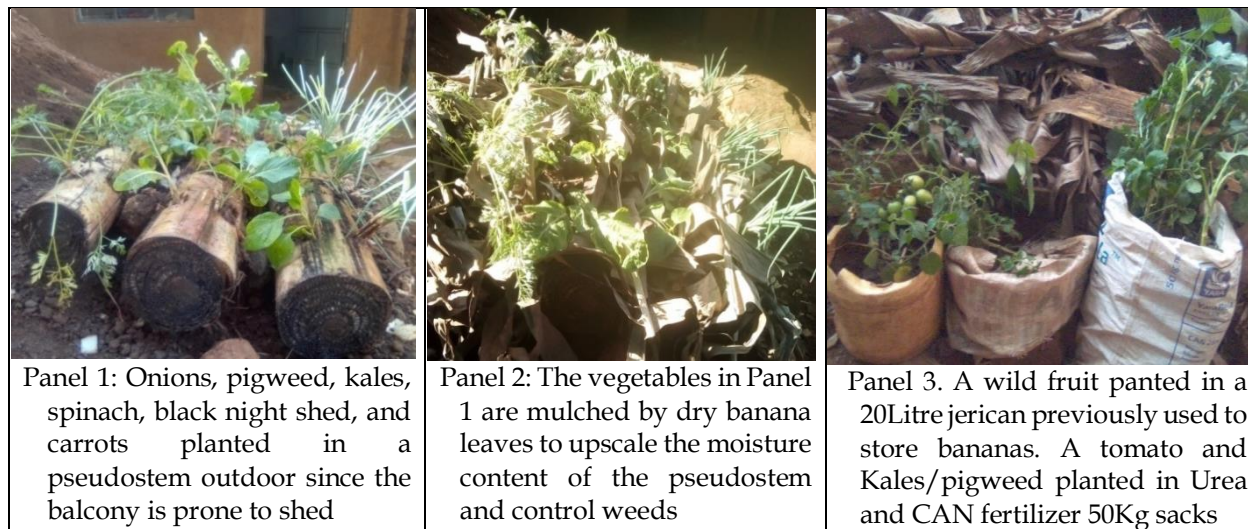 Panel 1: Onions, pigweed, kales,
spinach, black night shed, and
carrots planted in a
pseudostem outdoor since the
balcony is prone to shed
Panel 2: The vegetables in Panel
1 are mulched by dry banana
leaves to upscale the moisture
content of the pseudostem
and control weeds
Panel 3. A wild fruit panted in a
20Litre jerican previously used to
store bananas. A tomato and
Kales/pigweed planted in Urea
and CAN fertilizer 50Kg sacks